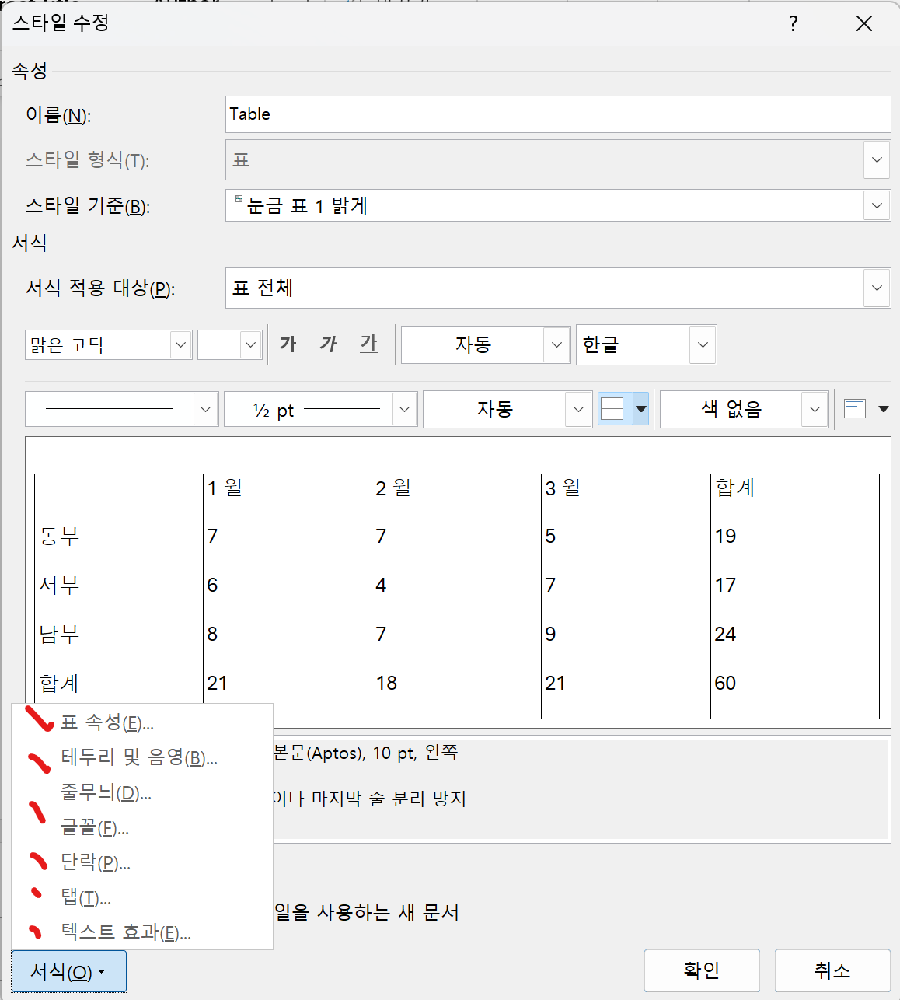 스타일 수정 ?
속성
이름(N): Table
스타일 형식(T): 표
스타일 기준(B): 눈금 표 1 밝게
서식
서식 적용 대상(P): 표 전체
맑은 고딕 가 가 가 자동 한글
½ pt 자동 색 없음
1 월 2 월 3 월 합계
동부 7 7 5 19
서부 6 4 7 17
남부 8 7 9 24
합계 21 18 21 60
표 속성(E)...
본문(Aptos), 10 pt, 왼쪽
테두리 및 음영(B)...
줄무늬(D)...
이나 마지막 줄 분리 방지
글꼴(F)...
단락(P)...
탭(T)...
일을 사용하는 새 문서
텍스트 효과(E)...
서식(O) 확인 취소